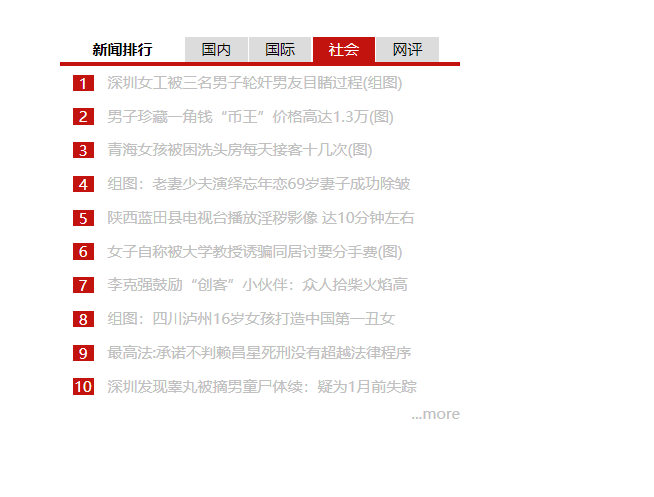 新闻排行 国内 国际 社会 网评
1 深圳女工被三名男子轮奸男友目睹过程(组图)
2 男子珍藏一角钱“币王”价格高达1.3万(图)
3 青海女孩被困洗头房每天接客十几次(图)
4 组图：老妻少夫演绎忘年恋69岁妻子成功除皱
5 陕西蓝田县电视台播放淫秽影像 达10分钟左右
6 女子自称被大学教授诱骗同居讨要分手费(图)
7 李克强鼓励“创客”小伙伴：众人拾柴火焰高
8 组图：四川泸州16岁女孩打造中国第一丑女
9 最高法:承诺不判赖昌星死刑没有超越法律程序
10 深圳发现睾丸被摘男童尸体续：疑为1月前失踪
...more